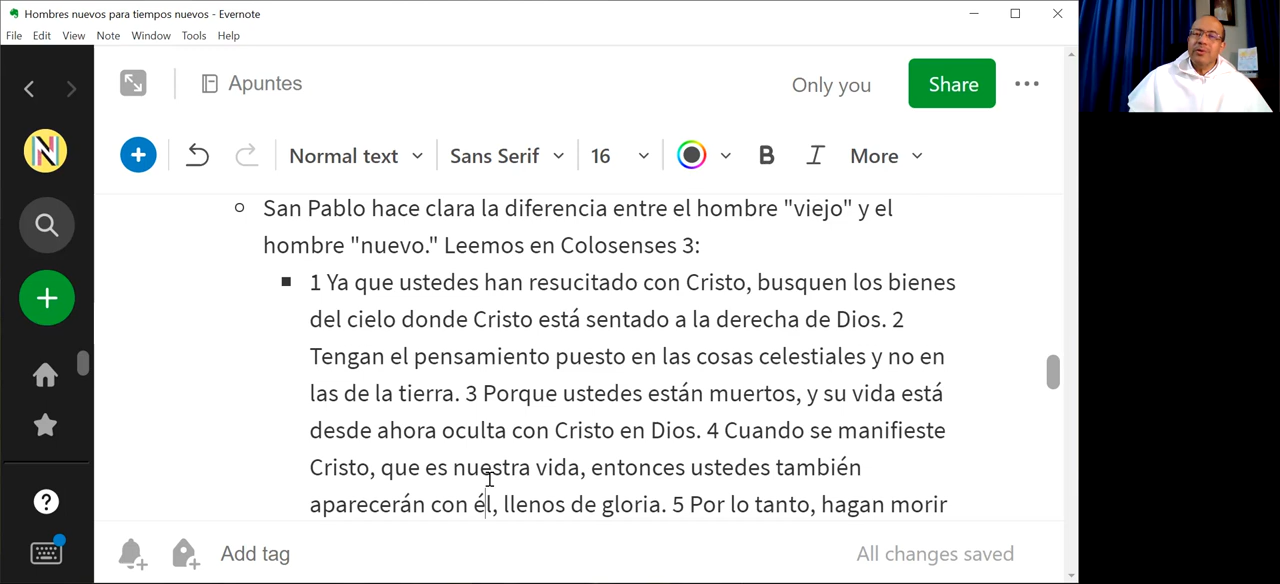 Hombres nuevos para tiempos nuevos - Evernote
File Edit View Note Window Tools Help
Apuntes
Only you
Share
Normal text
Sans Serif
16
B
I
More
San Pablo hace clara la diferencia entre el hombre "viejo" y el
hombre "nuevo." Leemos en Colosenses 3:
1 Ya que ustedes han resucitado con Cristo, busquen los bienes
del cielo donde Cristo está sentado a la derecha de Dios. 2
Tengan el pensamiento puesto en las cosas celestiales y no en
las de la tierra. 3 Porque ustedes están muertos, y su vida está
desde ahora oculta con Cristo en Dios. 4 Cuando se manifieste
Cristo, que es nuestra vida, entonces ustedes también
aparecerán con él, llenos de gloria. 5 Por lo tanto, hagan morir
Add tag
All changes saved